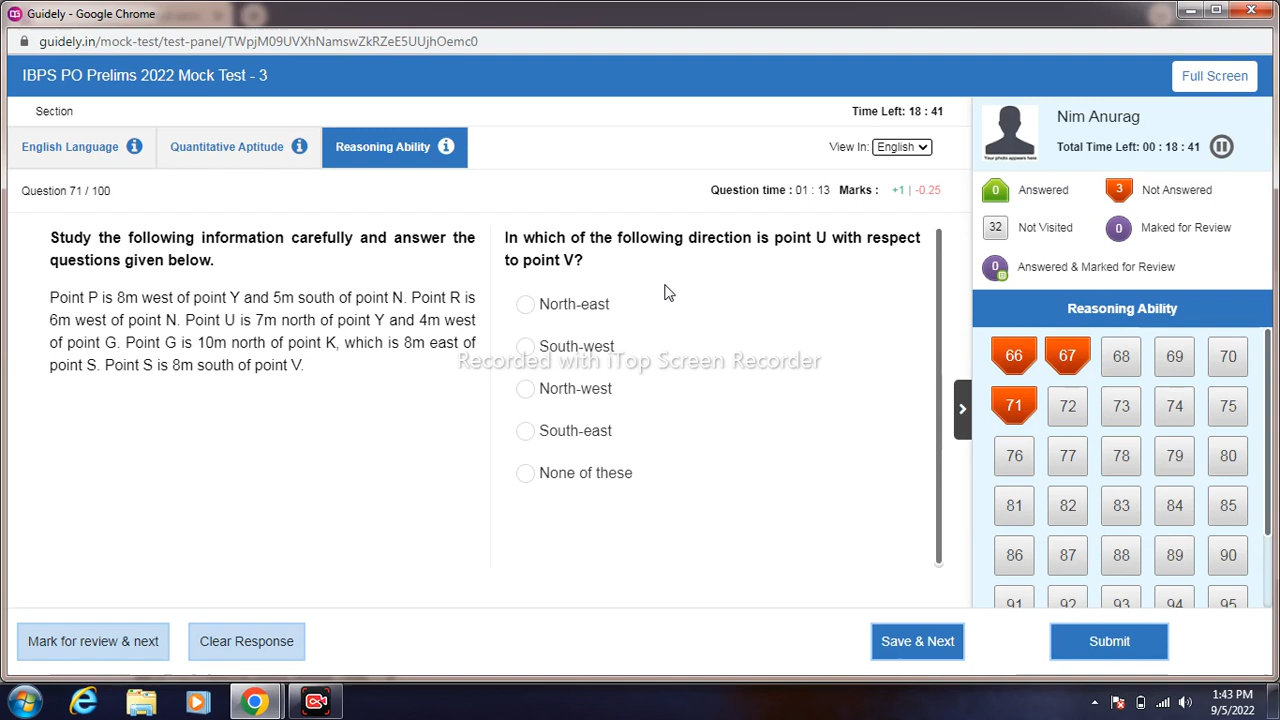 Guidely - Google Chrome
guidely.in/mock-test/test-panel/TWpjM09UVXhNamswZkRZeE5UUjhOemc0
IBPS PO Prelims 2022 Mock Test - 3
Full Screen
Section
Time Left: 18 : 41
English Language
Quantitative Aptitude
Reasoning Ability
View In: English
Question 71 / 100
Question time : 01 : 13 Marks : +1 | -0.25
Study the following information carefully and answer the
questions given below.
Point P is 8m west of point Y and 5m south of point N. Point R is
6m west of point N. Point U is 7m north of point Y and 4m west
of point G. Point G is 10m north of point K, which is 8m east of
point S. Point S is 8m south of point V.
In which of the following direction is point U with respect
to point V?
North-east
South-west
North-west
South-east
None of these
Recorded with iTop Screen Recorder
Nim Anurag
Total Time Left: 00 : 18 : 41
Your photo appears here
0 Answered
3 Not Answered
32 Not Visited
0 Maked for Review
0 Answered & Marked for Review
Reasoning Ability
66 67 68 69 70
71 72 73 74 75
76 77 78 79 80
81 82 83 84 85
86 87 88 89 90
91 92 93 94 95
Mark for review & next
Clear Response
Save & Next
Submit
1:43 PM
9/5/2022